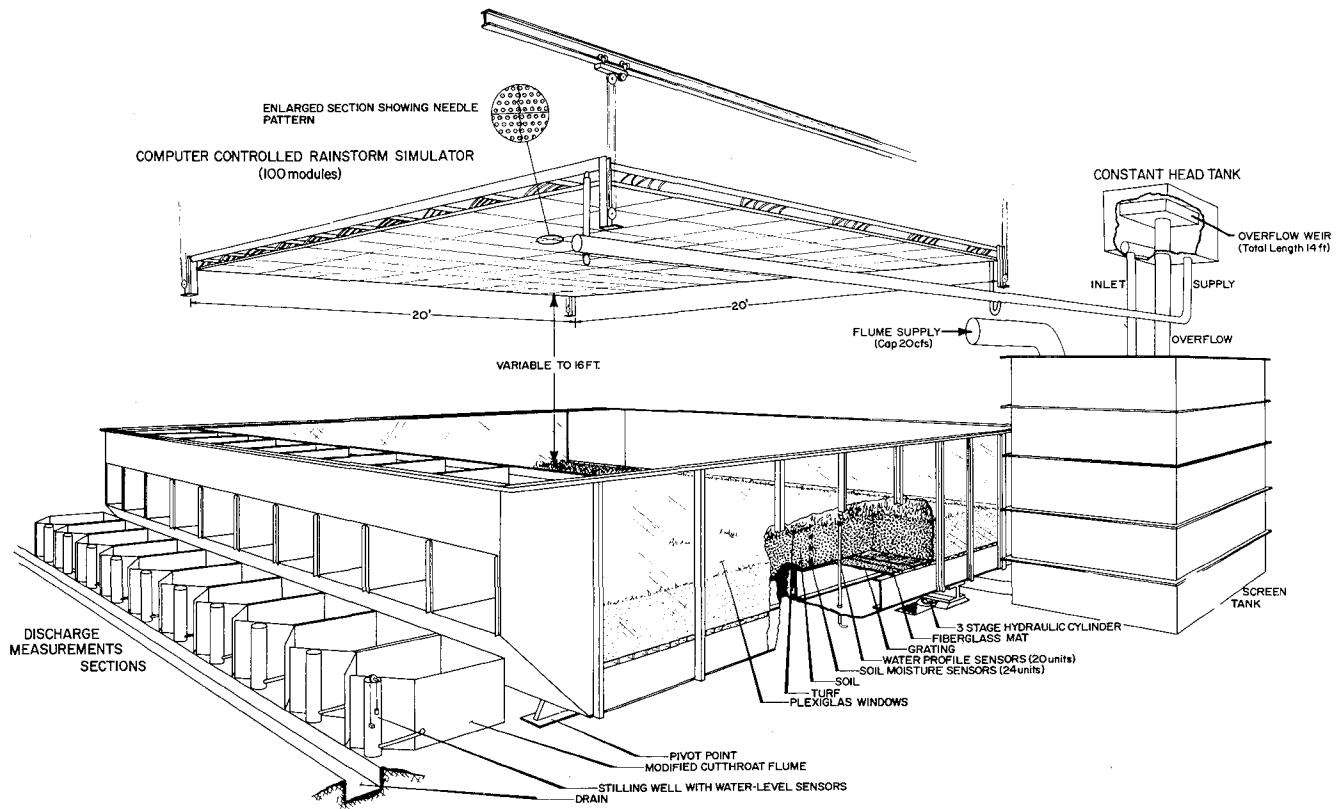 ENLARGED SECTION SHOWING NEEDLE
PATTERN
COMPUTER CONTROLLED RAINSTORM SIMULATOR
(100 modules)
CONSTANT HEAD TANK
OVERFLOW WEIR
(Total Length 14 ft)
INLET
SUPPLY
20'
20'
FLUME SUPPLY
(Cap 20cfs)
OVERFLOW
VARIABLE TO 16 FT.
SCREEN
TANK
3 STAGE HYDRAULIC CYLINDER
FIBERGLASS MAT
GRATING
WATER PROFILE SENSORS (20 units)
SOIL MOISTURE SENSORS (24 units)
SOIL
TURF
PLEXIGLAS WINDOWS
DISCHARGE
MEASUREMENTS
SECTIONS
PIVOT POINT
MODIFIED CUTTHROAT FLUME
STILLING WELL WITH WATER-LEVEL SENSORS
DRAIN